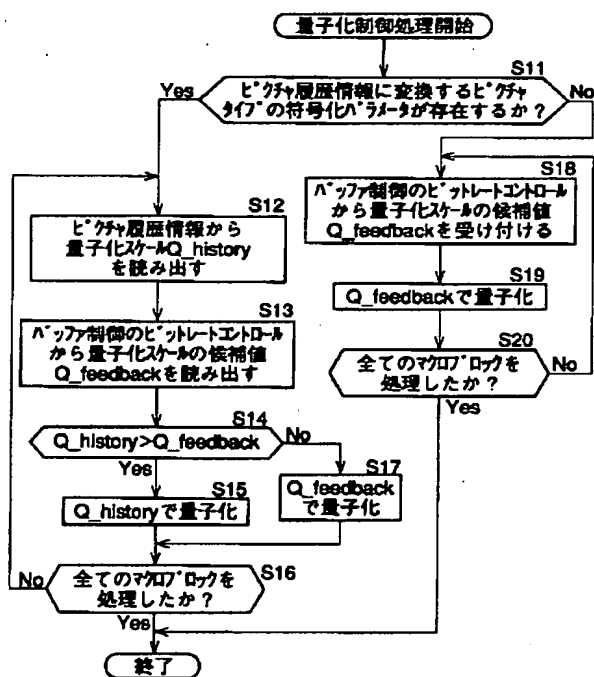 量子化制御処理開始
S11
ピクチャ履歴情報に変換するピクチャ
タイプの符号化パラメータが存在するか？
Yes
No
S12
ピクチャ履歴情報から
量子化スケールQ_history
を読み出す
S13
バッファ制御のビットレートコントロール
から量子化スケールの候補値
Q_feedbackを読み出す
S14
Q_history>Q_feedback
No
Yes
S15
Q_historyで量子化
S17
Q_feedback
で量子化
S16
全てのマクロブロックを
処理したか？
No
Yes
S18
バッファ制御のビットレートコントロール
から量子化スケールの候補値
Q_feedbackを受け付ける
S19
Q_feedbackで量子化
S20
全てのマクロブロックを
処理したか？
No
Yes
終了